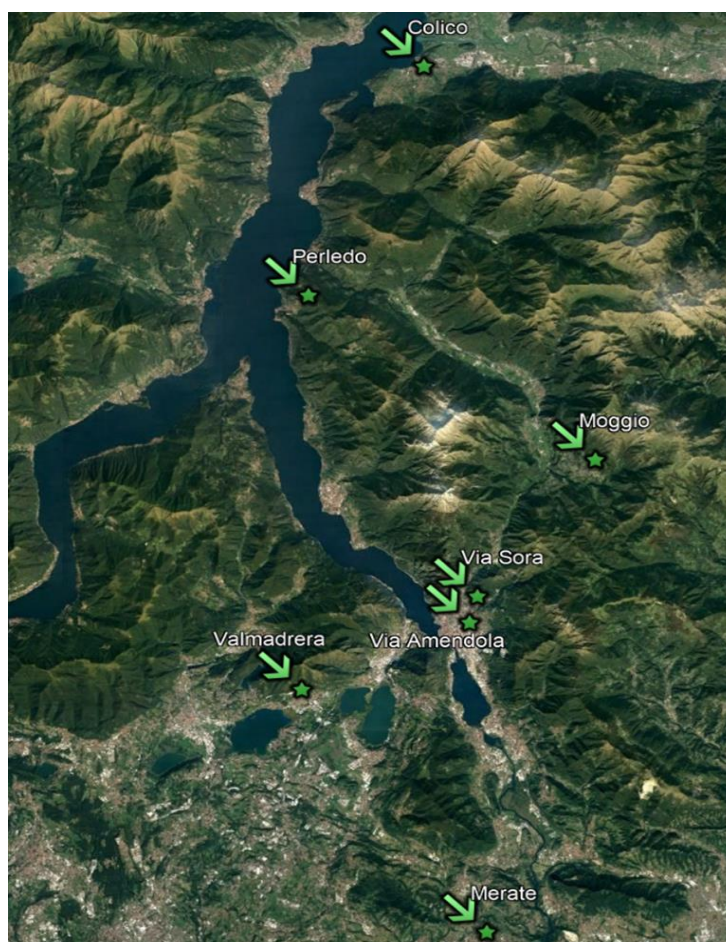 Colico
Perledo
Moggio
Via Sora
Via Amendola
Valmadrera
Merate